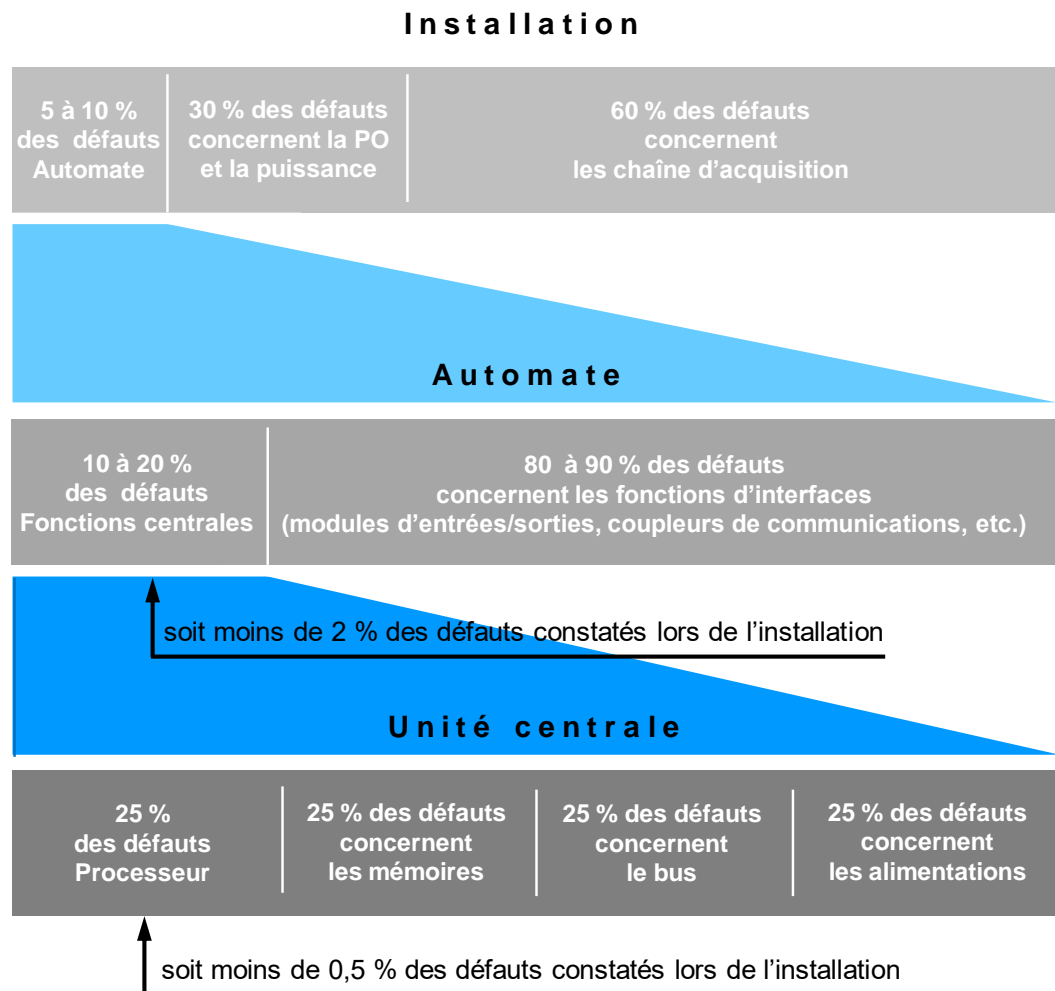 Installation
5 à 10 %
des défauts
Automate
30 % des défauts
concernent la PO
et la puissance
60 % des défauts
concernent
les chaîne d’acquisition
Automate
10 à 20 %
des défauts
Fonctions centrales
80 à 90 % des défauts
concernent les fonctions d’interfaces
(modules d’entrées/sorties, coupleurs de communications, etc.)
soit moins de 2 % des défauts constatés lors de l’installation
Unité centrale
25 %
des défauts
Processeur
25 % des défauts
concernent
les mémoires
25 % des défauts
concernent
le bus
25 % des défauts
concernent
les alimentations
soit moins de 0,5 % des défauts constatés lors de l’installation